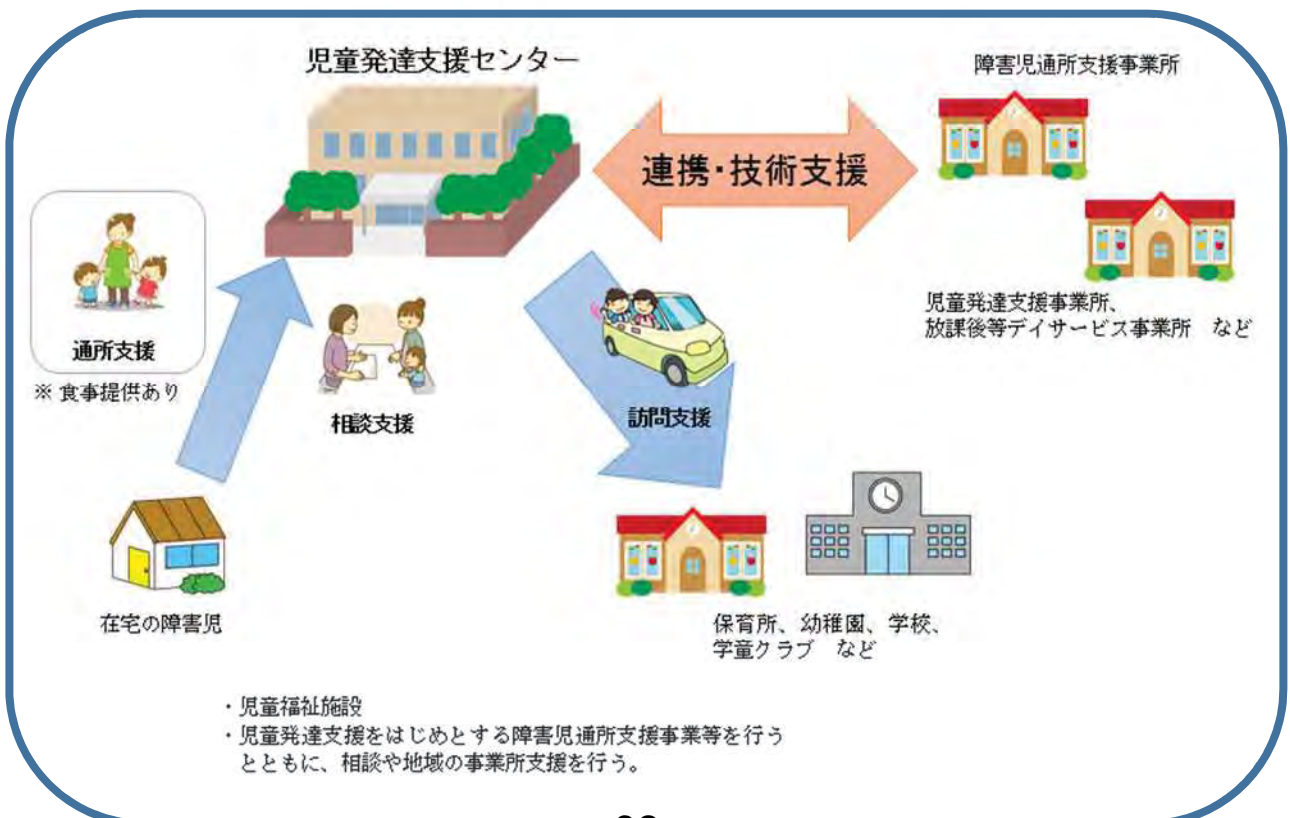 児童発達支援センター
障害児通所支援事業所
連携・技術支援
児童発達支援事業所、
放課後等デイサービス事業所 など
通所支援
※ 食事提供あり
相談支援
訪問支援
在宅の障害児
保育所、幼稚園、学校、
学童クラブ など
・児童福祉施設
・児童発達支援をはじめとする障害児通所支援事業等を行う
とともに、相談や地域の事業所支援を行う。